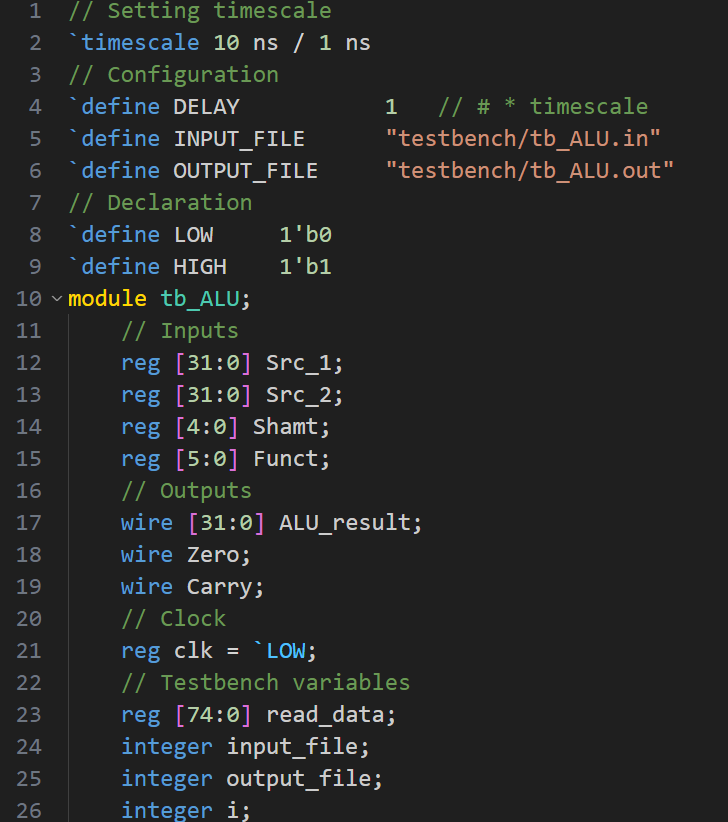 1 // Setting timescale
2 `timescale 10 ns / 1 ns
3 // Configuration
4 `define DELAY 1 // # * timescale
5 `define INPUT_FILE "testbench/tb_ALU.in"
6 `define OUTPUT_FILE "testbench/tb_ALU.out"
7 // Declaration
8 `define LOW 1'b0
9 `define HIGH 1'b1
10 module tb_ALU;
11 // Inputs
12 reg [31:0] Src_1;
13 reg [31:0] Src_2;
14 reg [4:0] Shamt;
15 reg [5:0] Funct;
16 // Outputs
17 wire [31:0] ALU_result;
18 wire Zero;
19 wire Carry;
20 // Clock
21 reg clk = `LOW;
22 // Testbench variables
23 reg [74:0] read_data;
24 integer input_file;
25 integer output_file;
26 integer i;